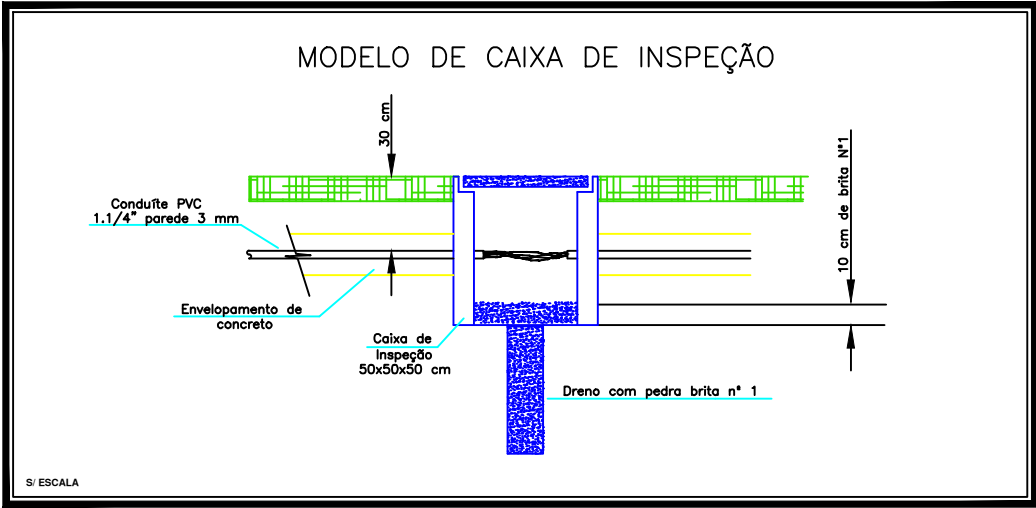 MODELO DE CAIXA DE INSPEÇÃO
30 cm
10 cm de brita N°1
Conduíte PVC
1.1/4" parede 3 mm
Envelopamento de
concreto
Caixa de
Inspeção
50x50x50 cm
Dreno com pedra brita n° 1
S/ ESCALA